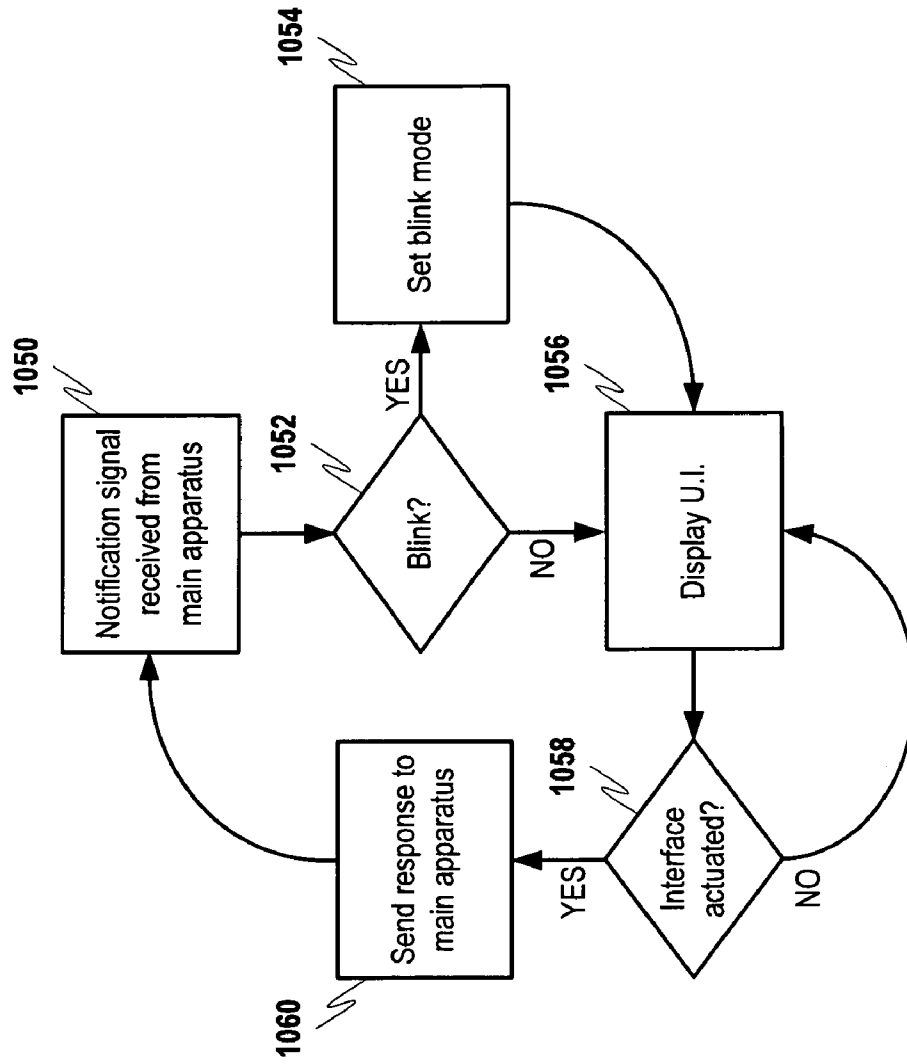 1050
Notification signal
received from
main apparatus
1052
Blink?
YES
NO
1054
Set blink mode
1056
Display U.I.
1058
Interface
actuated?
YES
NO
1060
Send response to
main apparatus